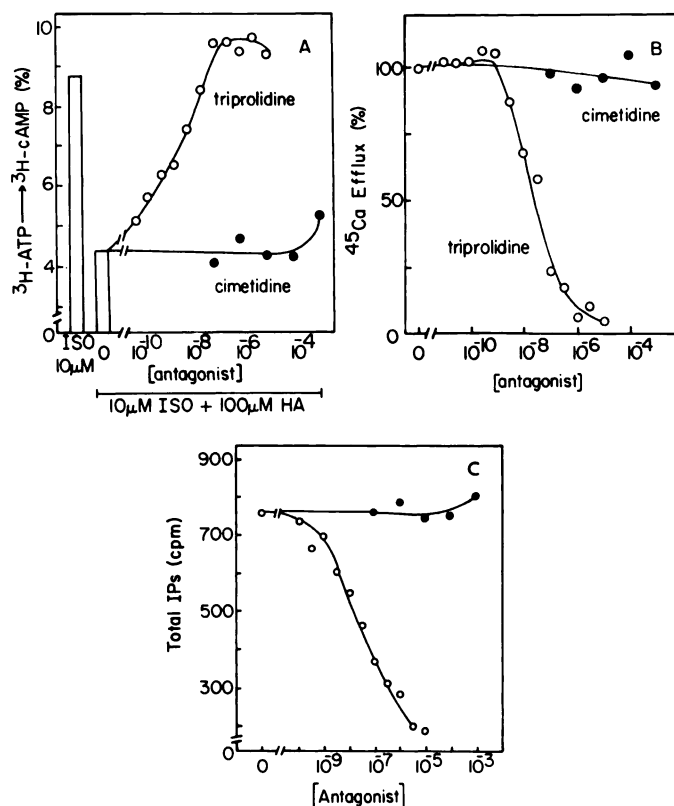 A
³H-ATP → ³H-cAMP (%)
10
8
6
4
0
triprolidine
cimetidine
ISO
10μM
0
10⁻¹⁰
10⁻⁸
10⁻⁶
10⁻⁴
[antagonist]
10μM ISO + 100μM HA
B
⁴⁵Ca Efflux (%)
100
50
0
cimetidine
triprolidine
0
10⁻¹⁰
10⁻⁸
10⁻⁶
10⁻⁴
[antagonist]
C
Total IPs (cpm)
900
700
500
300
0
0
10⁻⁹
10⁻⁷
10⁻⁵
10⁻³
[Antagonist]